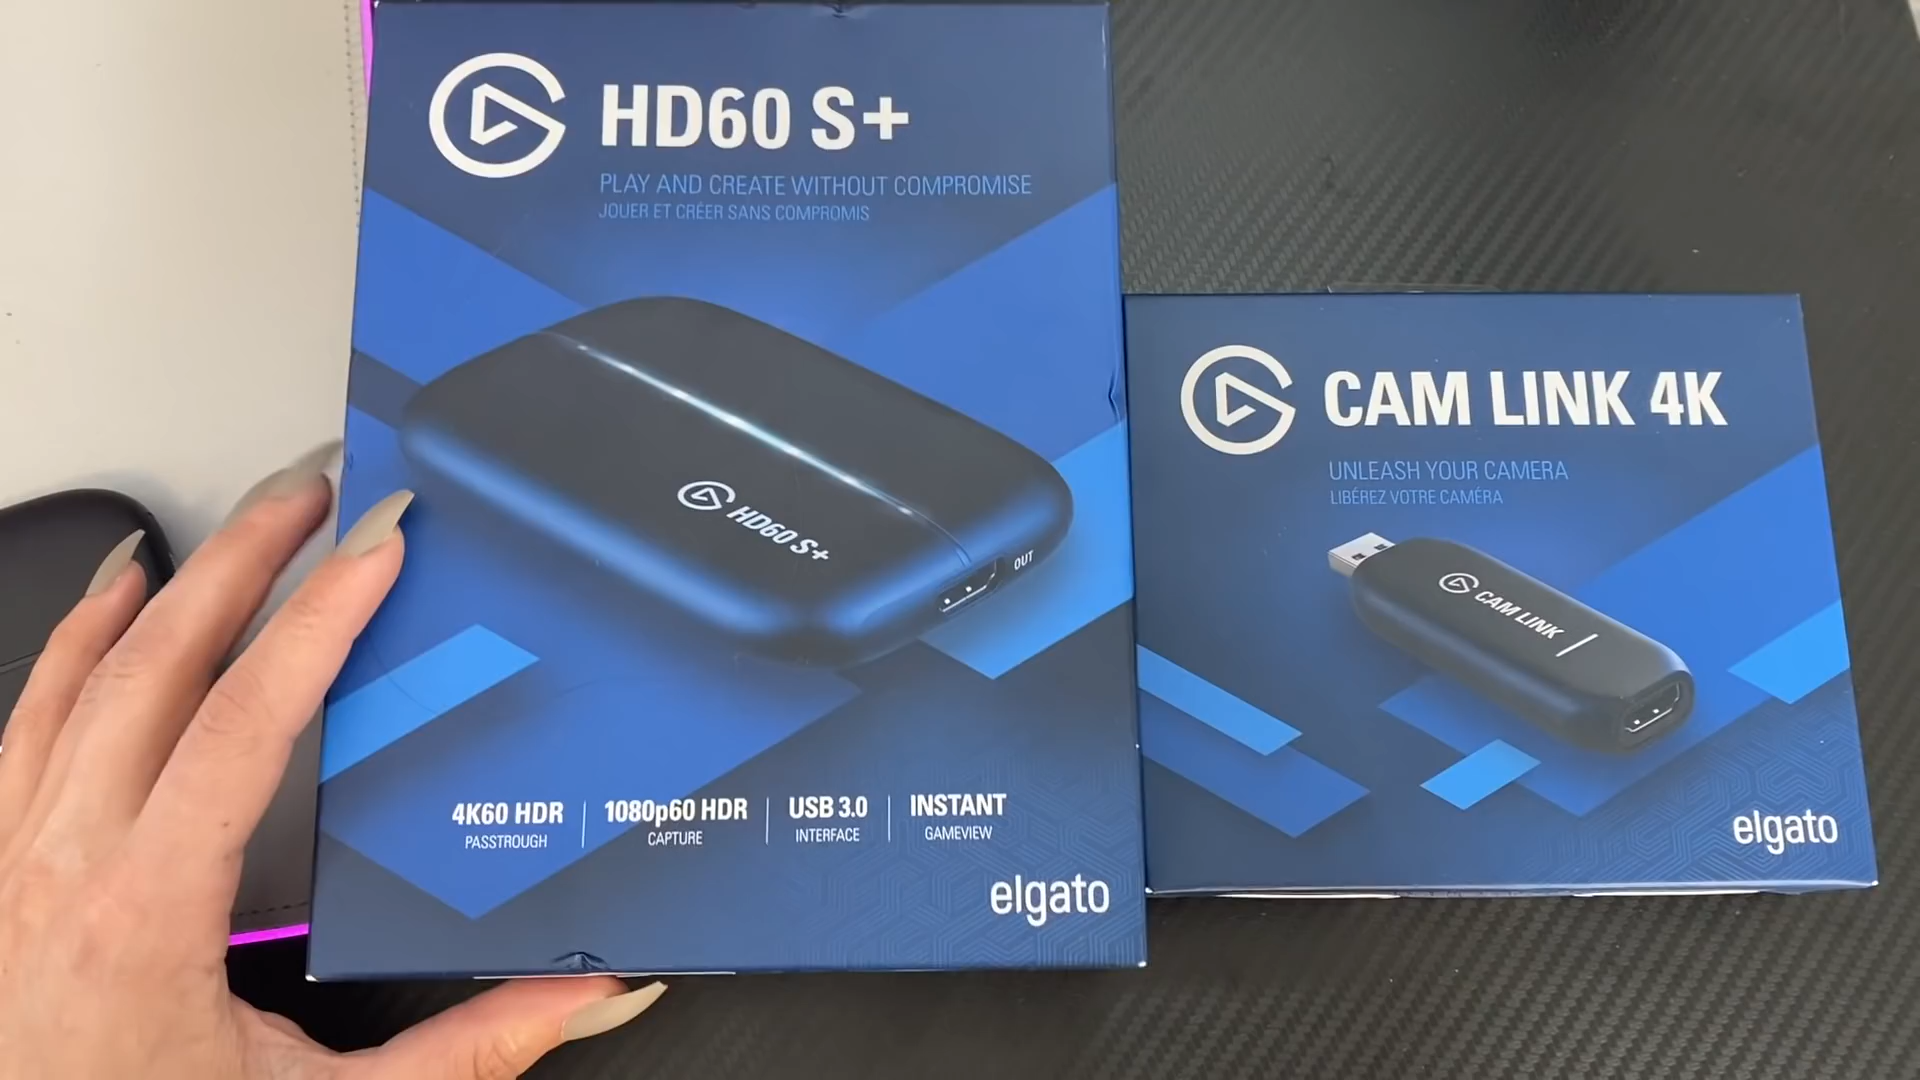 HD60 S+
PLAY AND CREATE WITHOUT COMPROMISE
JOUER ET CRÉER SANS COMPROMIS
HD60 S+
OUT
4K60 HDR
PASSTROUGH
1080p60 HDR
CAPTURE
USB 3.0
INTERFACE
INSTANT
GAMEVIEW
elgato
CAM LINK 4K
UNLEASH YOUR CAMERA
LIBÉREZ VOTRE CAMÉRA
CAM LINK
elgato